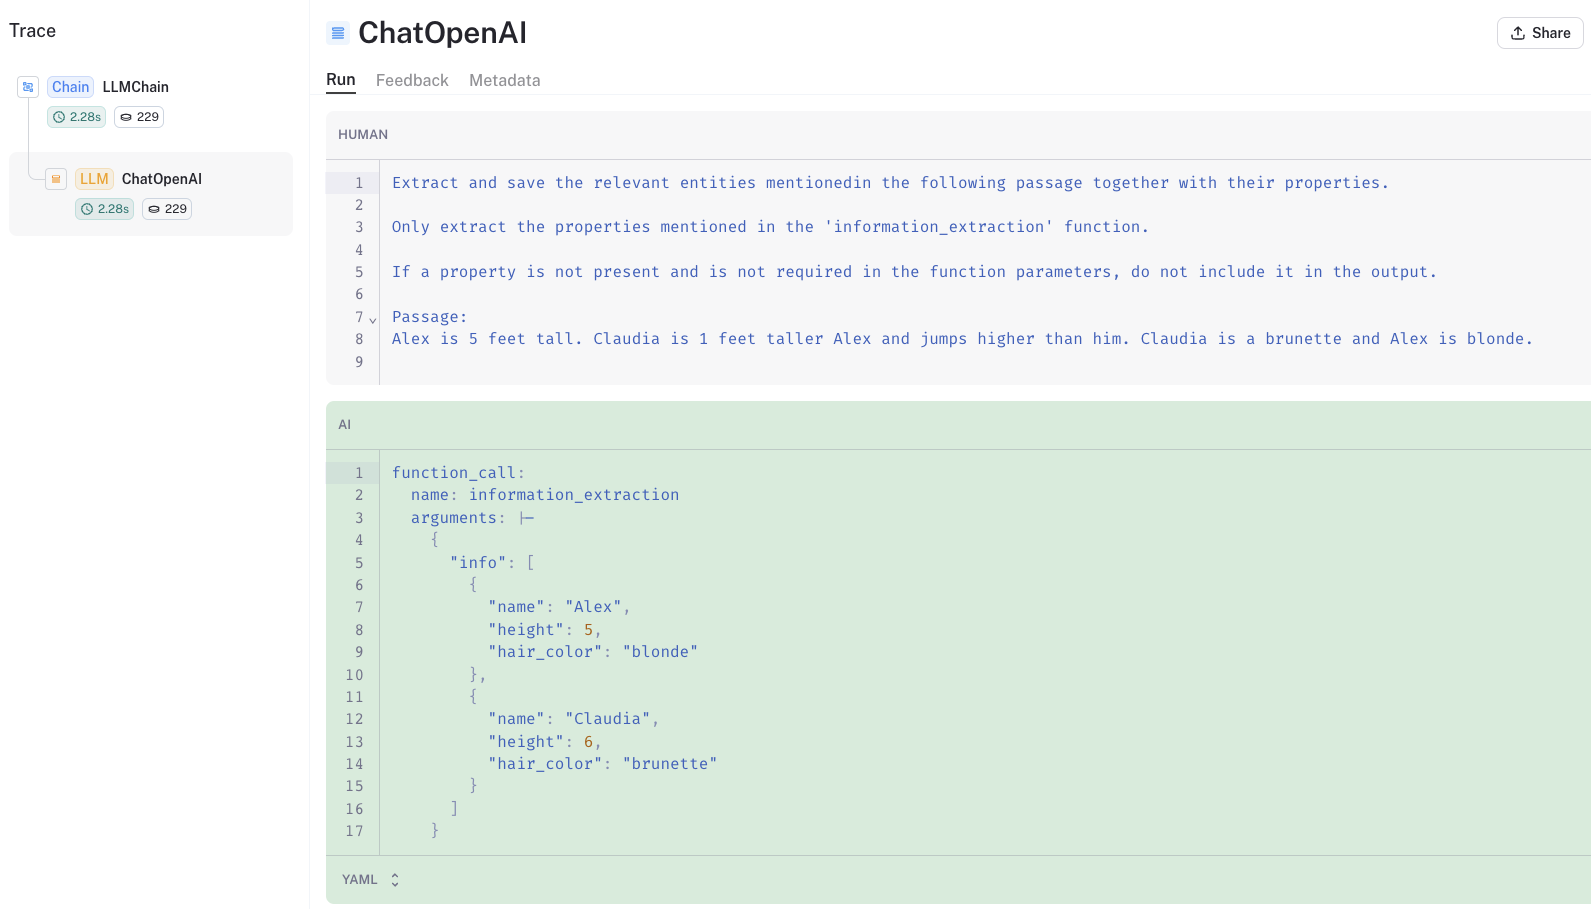 Trace
Chain LLMChain
2.28s 229
LLM ChatOpenAI
2.28s 229
ChatOpenAI
Share
Run Feedback Metadata
HUMAN
1 Extract and save the relevant entities mentionedin the following passage together with their properties.
2
3 Only extract the properties mentioned in the 'information_extraction' function.
4
5 If a property is not present and is not required in the function parameters, do not include it in the output.
6
7 Passage:
8 Alex is 5 feet tall. Claudia is 1 feet taller Alex and jumps higher than him. Claudia is a brunette and Alex is blonde.
9
AI
1 function_call:
2 name: information_extraction
3 arguments: |-
4 {
5 "info": [
6 {
7 "name": "Alex",
8 "height": 5,
9 "hair_color": "blonde"
10 },
11 {
12 "name": "Claudia",
13 "height": 6,
14 "hair_color": "brunette"
15 }
16 ]
17 }
YAML